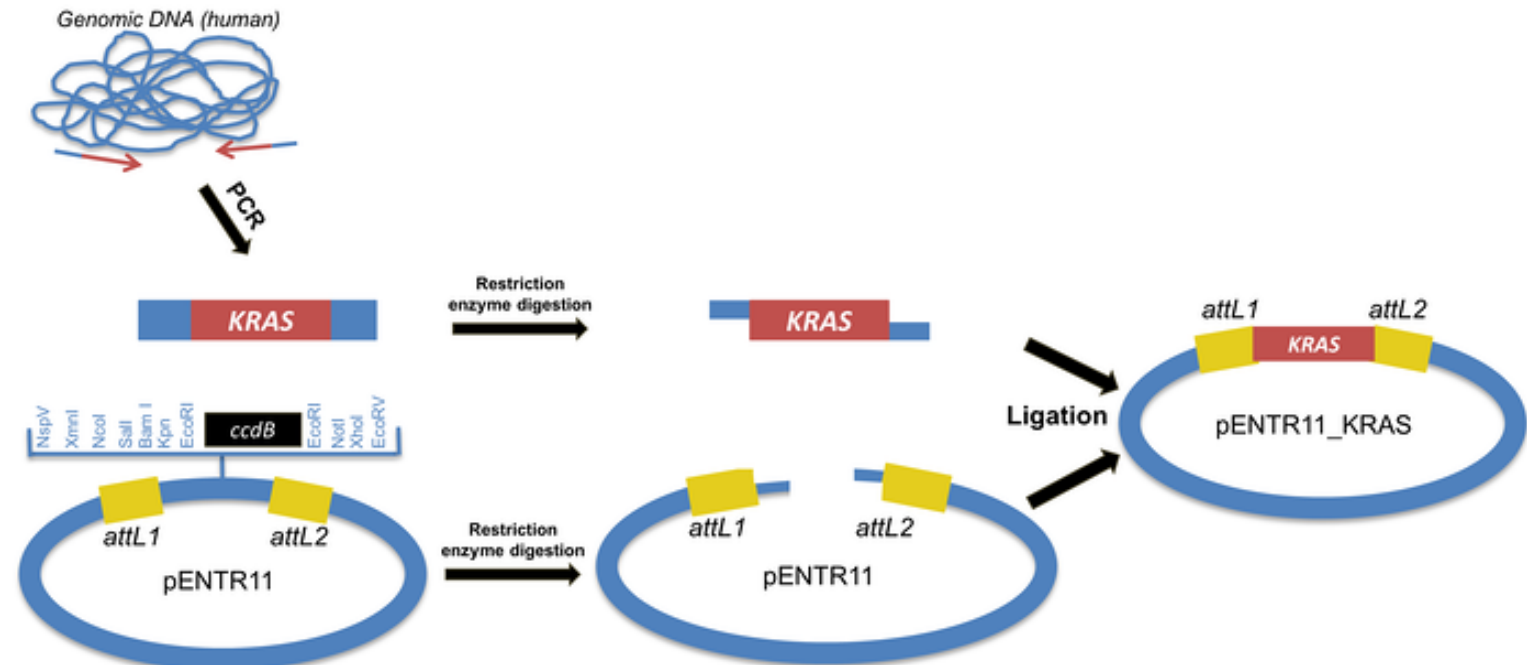 Genomic DNA (human)
PCR
KRAS
Restriction
enzyme digestion
KRAS
attL1
attL2
KRAS
pENTR11_KRAS
Ligation
NspV
XmnI
NcoI
SalI
Bam I
Kpn
EcoRI
ccdB
EcoRI
NotI
XhoI
EcoRV
attL1
attL2
pENTR11
Restriction
enzyme digestion
attL1
attL2
pENTR11